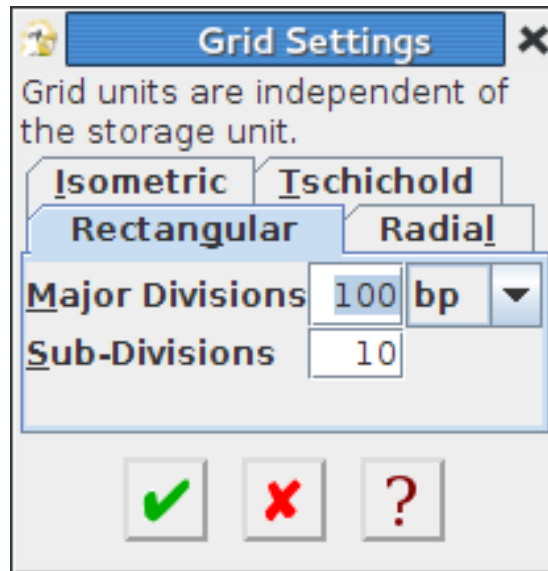 Grid Settings
Grid units are independent of
the storage unit.
Isometric Tschichold
Rectangular Radial
Major Divisions 100 bp
Sub-Divisions 10
?